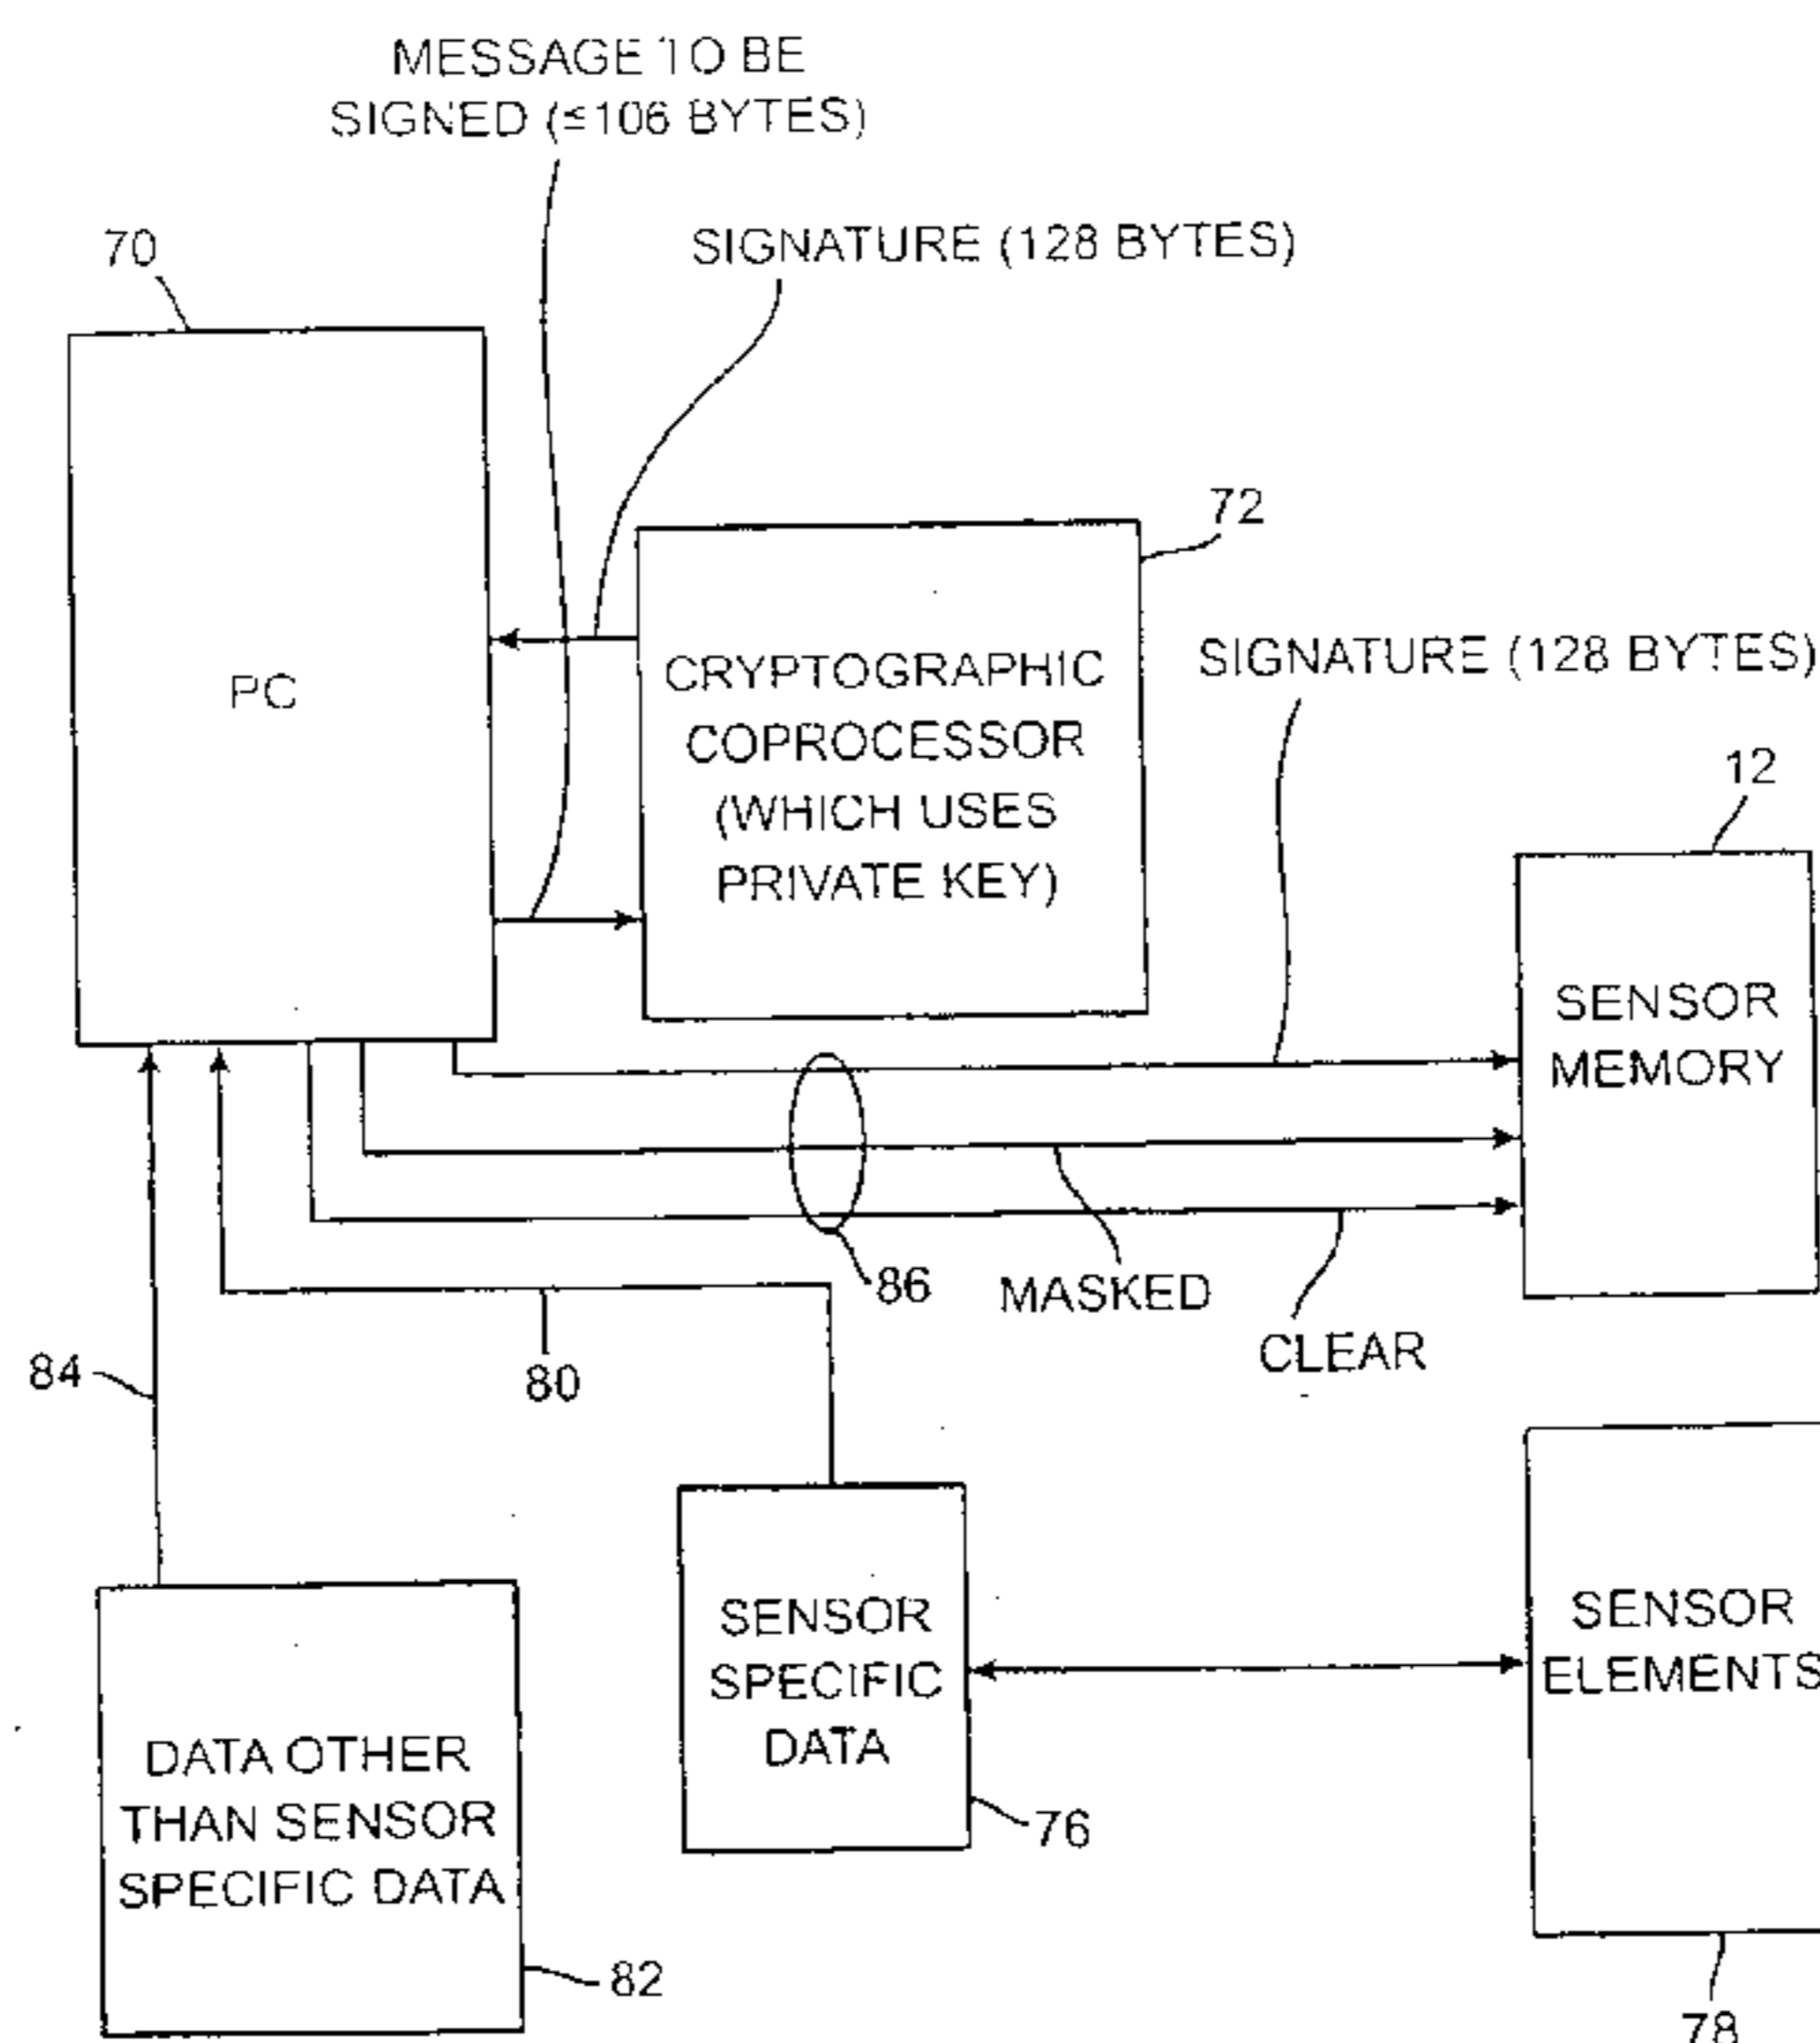 MESSAGE TO BE
SIGNED (≤106 BYTES)
70
SIGNATURE (128 BYTES)
72
PC
CRYPTOGRAPHIC
COPROCESSOR
(WHICH USES
PRIVATE KEY)
SIGNATURE (128 BYTES)
12
SENSOR
MEMORY
86
MASKED
CLEAR
84
80
SENSOR
SPECIFIC
DATA
76
SENSOR
ELEMENTS
DATA OTHER
THAN SENSOR
SPECIFIC DATA
82
78